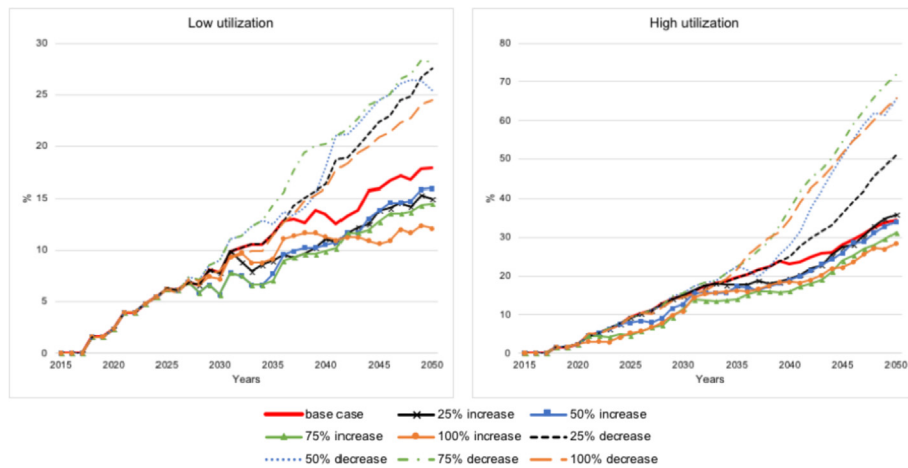 Low utilization
30
25
20
15
10
5
0
%
2015 2020 2025 2030 2035 2040 2045 2050
Years
High utilization
80
70
60
50
40
30
20
10
0
%
2015 2020 2025 2030 2035 2040 2045 2050
Years
base case 25% increase 50% increase
75% increase 100% increase 25% decrease
50% decrease 75% decrease 100% decrease